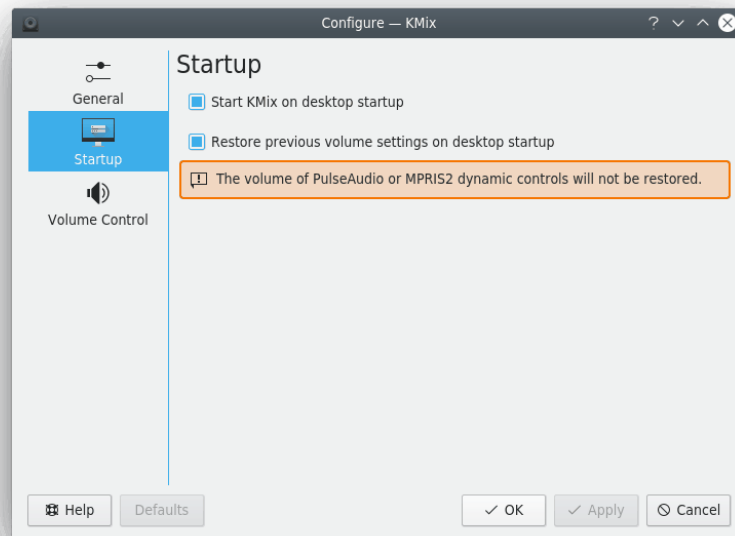 Configure — KMix
General
Startup
Volume Control
Startup
Start KMix on desktop startup
Restore previous volume settings on desktop startup
The volume of PulseAudio or MPRIS2 dynamic controls will not be restored.
Help
Defaults
OK
Apply
Cancel